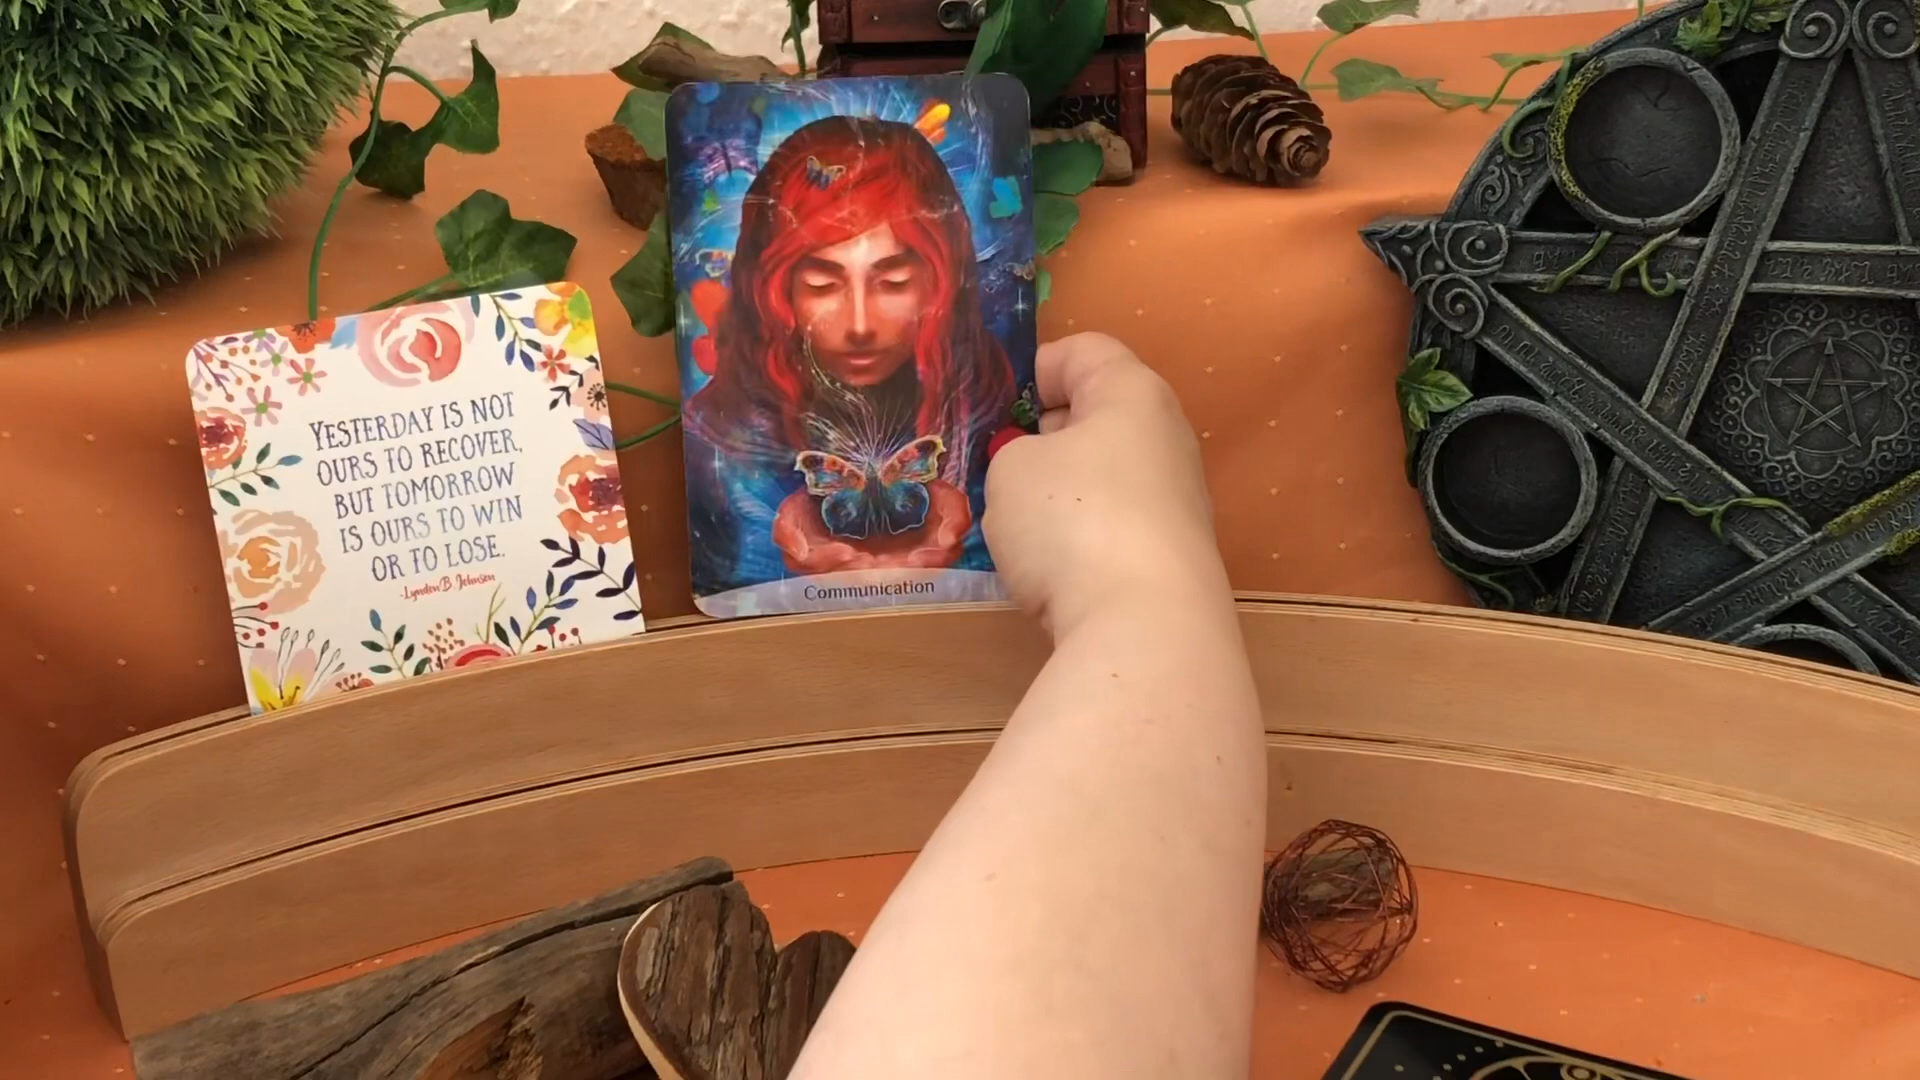 YESTERDAY IS NOT
OURS TO RECOVER,
BUT TOMORROW
IS OURS TO WIN
OR TO LOSE.
-Lyndon B. Johnson
Communication